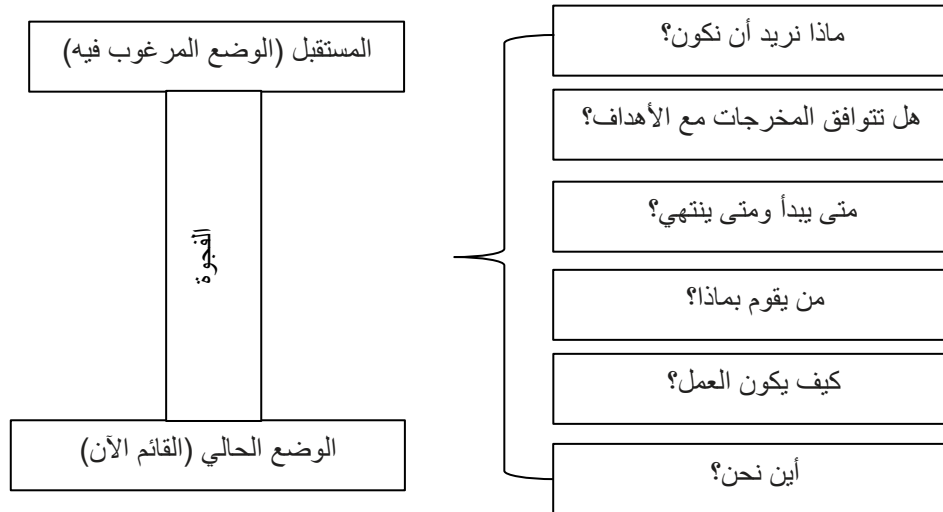 ماذا نريد أن نكون؟
المستقبل (الوضع المرغوب فيه)
هل تتوافق المخرجات مع الأهداف؟
متى يبدأ ومتى ينتهي؟
الفجوة
من يقوم بماذا؟
كيف يكون العمل؟
الوضع الحالي (القائم الآن)
أين نحن؟